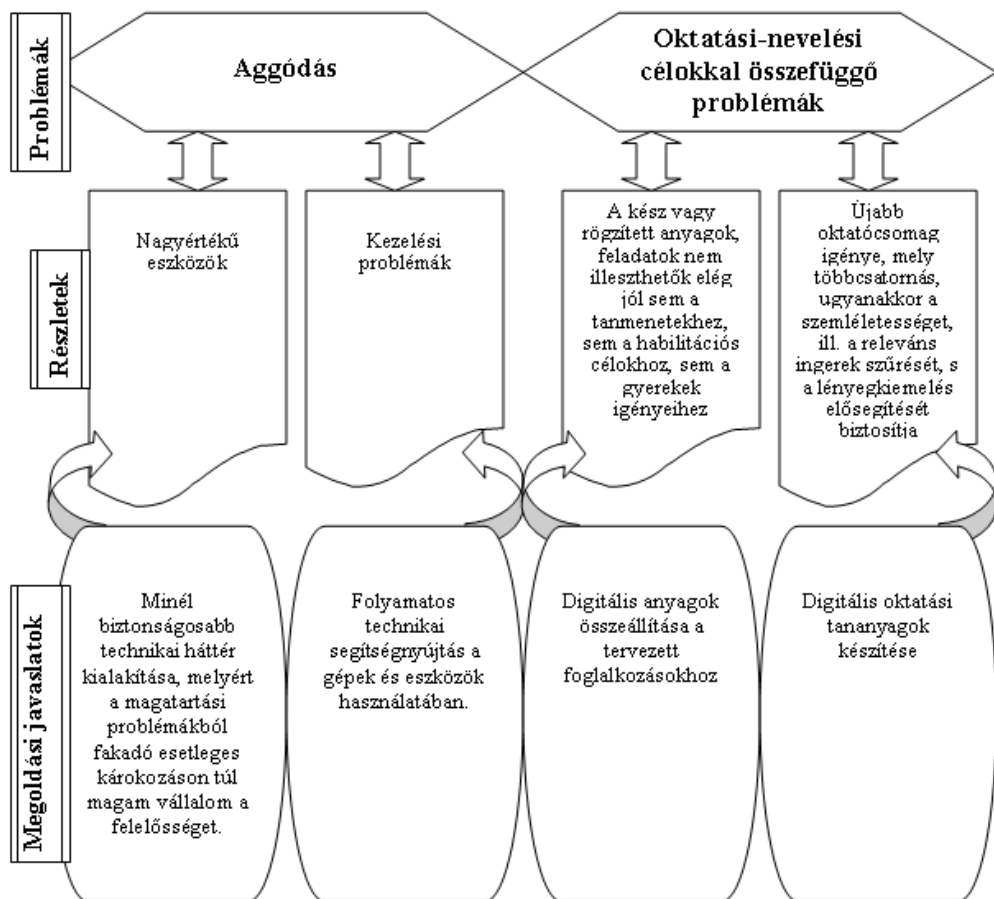 Problémák
Aggódás
Oktatási-nevelési
célokkal összefüggő
problémák
Részletek
Nagyértékű
eszközök
Kezelési
problémák
A kész vagy
rögzített anyagok,
feladatok nem
illeszthetők elég
jól sem a
tanmenetekhez,
sem a habilitációs
célokhoz, sem a
gyerekek
igényeihez
Újabb
oktatócsomag
igénye, mely
többcsatornás,
ugyanakkor a
szemléletességet,
ill. a releváns
ingerek szűrését, s
a lényegkiemelés
elősegítését
biztosítja
Megoldási javaslatok
Minél
biztonságosabb
technikai háttér
kialakítása, melyért
a magatartási
problémákból
fakadó esetleges
károkozáson túl
magam vállalom a
felelősséget.
Folyamatos
technikai
segítségnyújtás a
gépek és eszközök
használatában.
Digitális anyagok
összeállítása a
tervezett
foglalkozásokhoz
Digitális oktatási
tananyagok
készítése